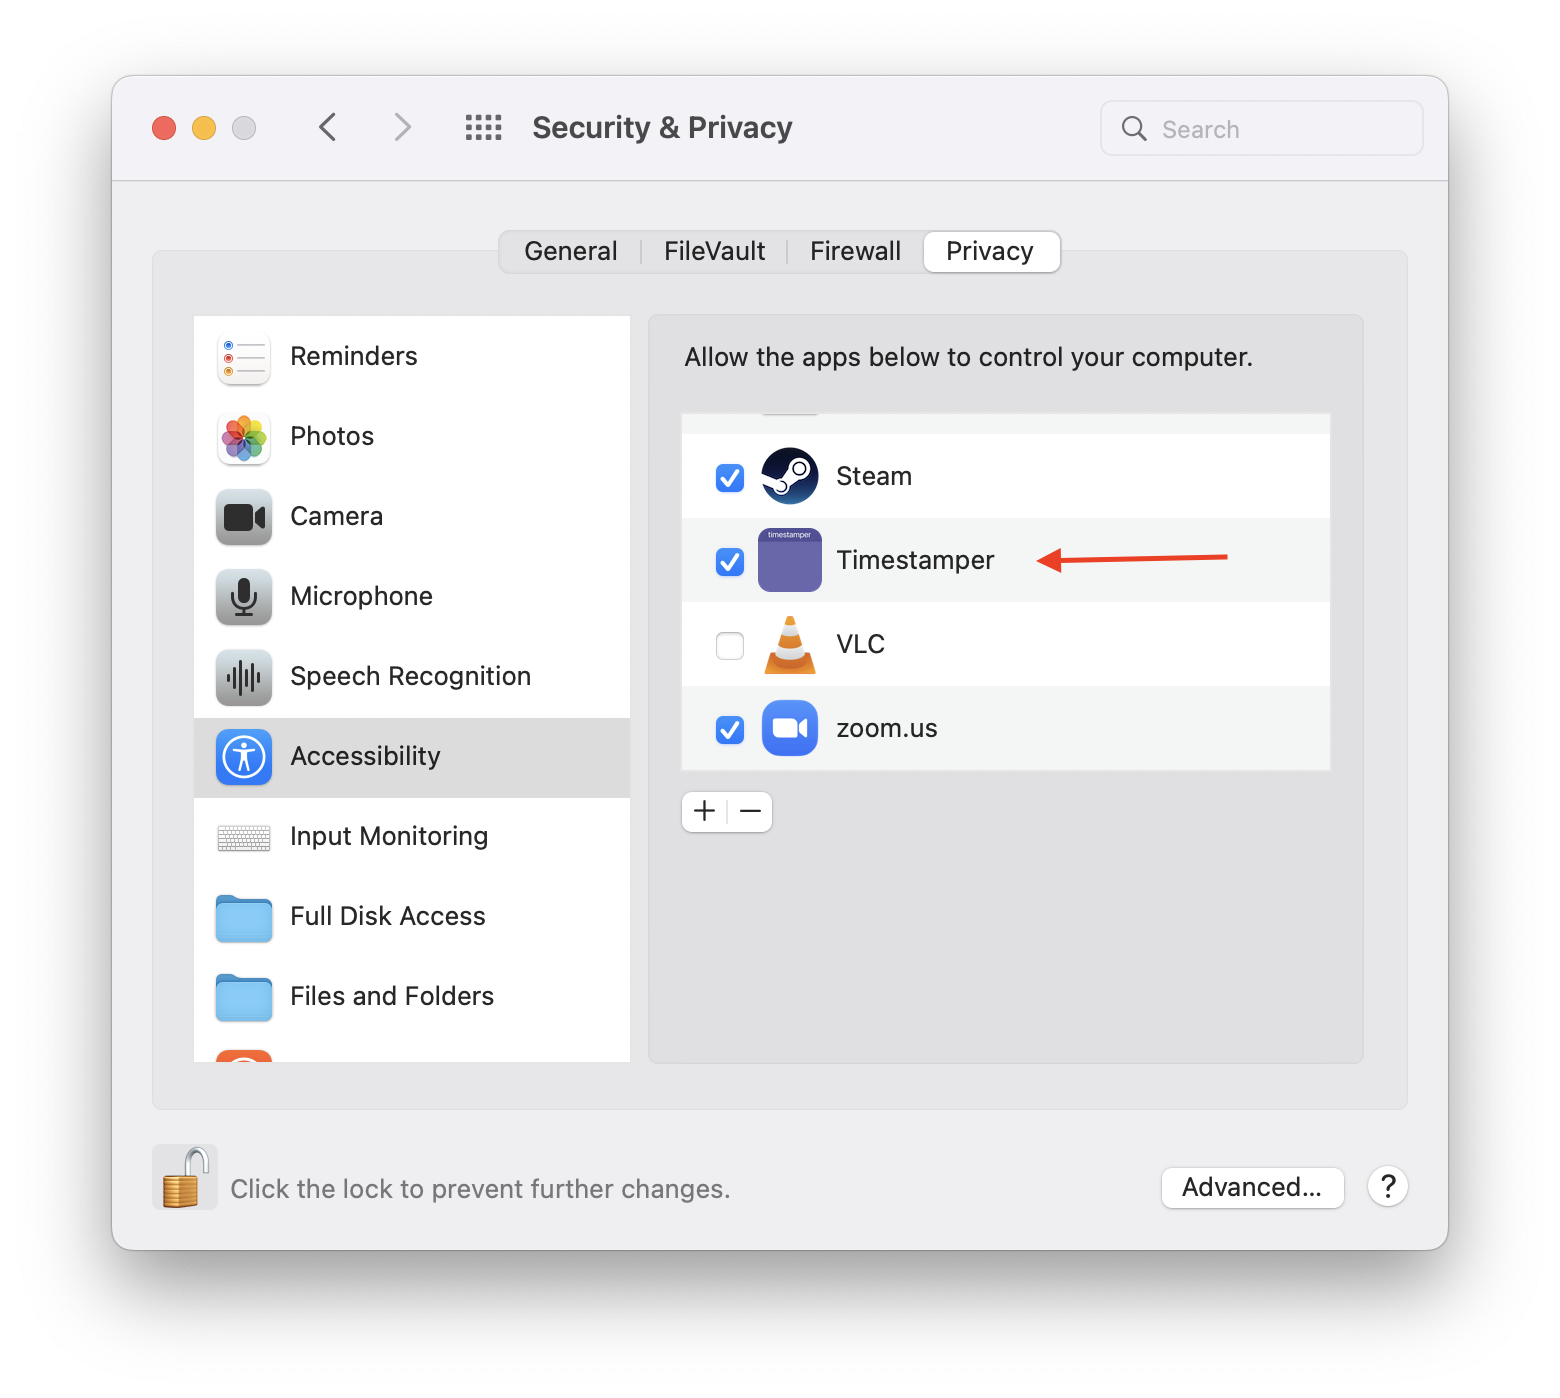 Security & Privacy
Search
General
FileVault
Firewall
Privacy
Reminders
Photos
Camera
Microphone
Speech Recognition
Accessibility
Input Monitoring
Full Disk Access
Files and Folders
Allow the apps below to control your computer.
Steam
timestamper
Timestamper
VLC
zoom.us
Click the lock to prevent further changes.
Advanced...
?